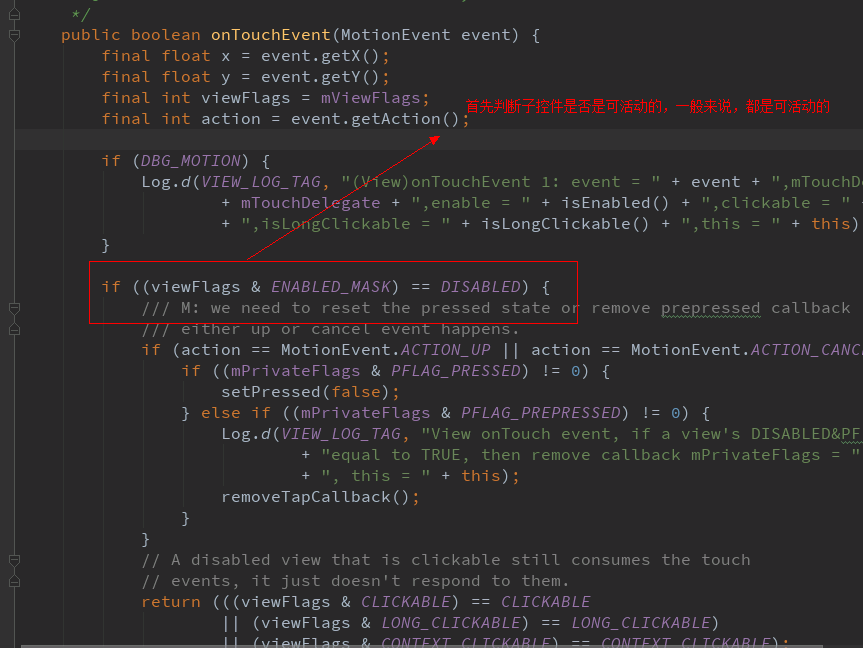 */
public boolean onTouchEvent(MotionEvent event) {
final float x = event.getX();
final float y = event.getY();
final int viewFlags = mViewFlags;
首先判断子控件是否是可活动的，一般来说，都是可活动的
final int action = event.getAction();
if (DBG_MOTION) {
Log.d(VIEW_LOG_TAG, "(View)onTouchEvent 1: event = " + event + ",mTouchD
+ mTouchDelegate + ",enable = " + isEnabled() + ",clickable = "
+ ",isLongClickable = " + isLongClickable() + ",this = " + this)
}
if ((viewFlags & ENABLED_MASK) == DISABLED) {
/// M: we need to reset the pressed state or remove prepressed callback
/// either up or cancel event happens.
if (action == MotionEvent.ACTION_UP || action == MotionEvent.ACTION_CANC
if ((mPrivateFlags & PFLAG_PRESSED) != 0) {
setPressed(false);
} else if ((mPrivateFlags & PFLAG_PREPRESSED) != 0) {
Log.d(VIEW_LOG_TAG, "View onTouch event, if a view's DISABLED&PF
+ "equal to TRUE, then remove callback mPrivateFlags = "
+ ", this = " + this);
removeTapCallback();
}
}
// A disabled view that is clickable still consumes the touch
// events, it just doesn't respond to them.
return (((viewFlags & CLICKABLE) == CLICKABLE
|| (viewFlags & LONG_CLICKABLE) == LONG_CLICKABLE)
|| (viewFlags & CONTEXT_CLICKABLE) == CONTEXT_CLICKABLE);